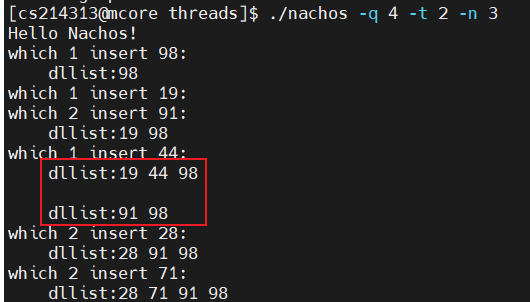 [cs214313@mcore threads]$ ./nachos -q 4 -t 2 -n 3
Hello Nachos!
which 1 insert 98:
    dllist:98
which 1 insert 19:
which 2 insert 91:
    dllist:19 98
which 1 insert 44:
    dllist:19 44 98
    dllist:91 98
which 2 insert 28:
    dllist:28 91 98
which 2 insert 71:
    dllist:28 71 91 98